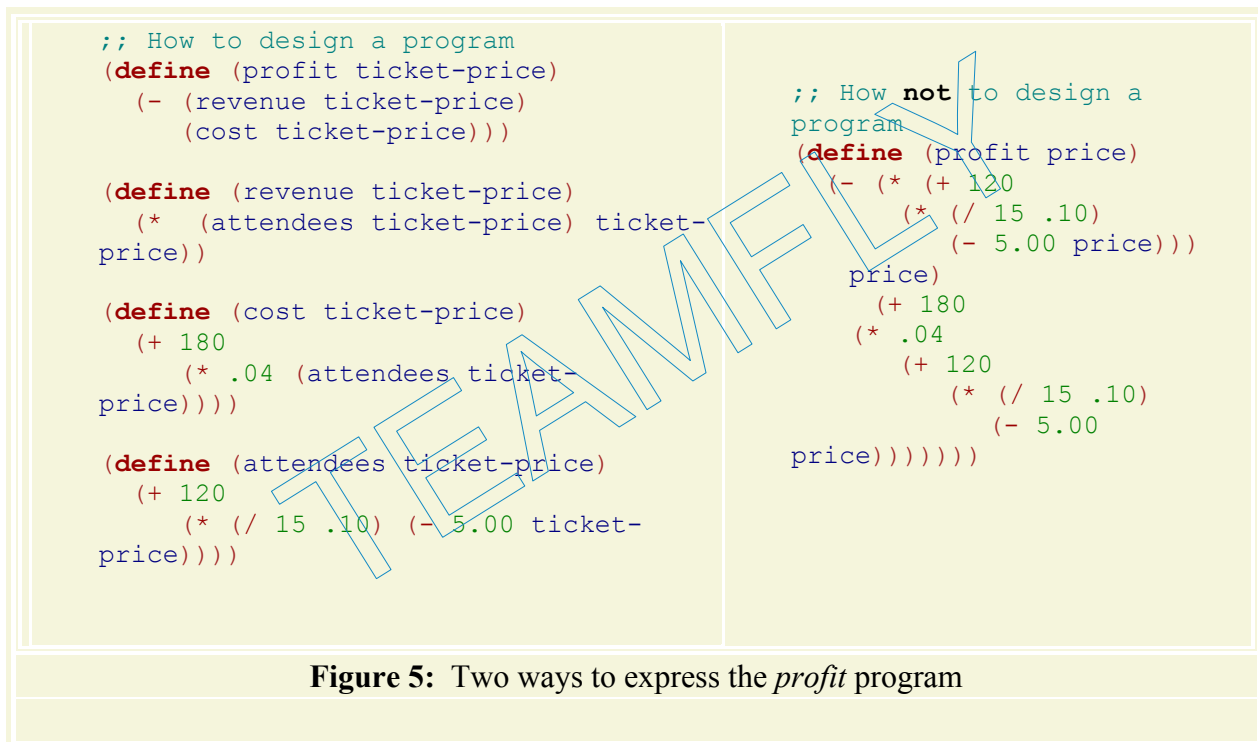 ;; How to design a program
(define (profit ticket-price)
(- (revenue ticket-price)
(cost ticket-price)))
(define (revenue ticket-price)
(* (attendees ticket-price) ticket-
price))
(define (cost ticket-price)
(+ 180
(* .04 (attendees ticket-
price))))
(define (attendees ticket-price)
(+ 120
(* (/ 15 .10) (- 5.00 ticket-
price))))
;; How not to design a
program
(define (profit price)
(- (* (+ 120
(* (/ 15 .10)
(- 5.00 price)))
price)
(+ 180
(* .04
(+ 120
(* (/ 15 .10)
(- 5.00
price)))))))
TEAMFLY
Figure 5: Two ways to express the profit program